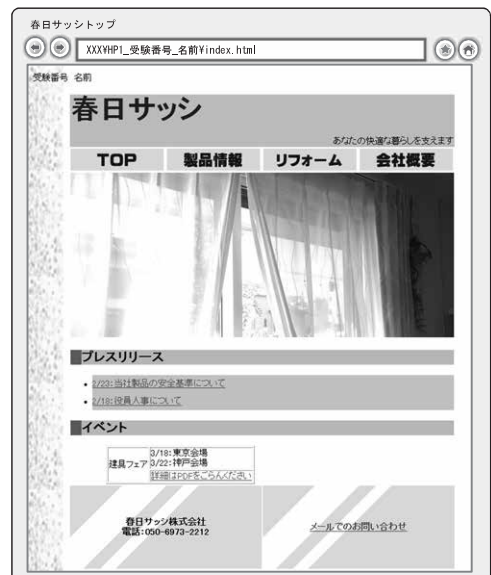 春日サッシトップ
XXX¥HP1_受験番号_名前¥index.html
受験番号 名前
春日サッシ
あなたの快適な暮らしを支えます
TOP 製品情報 リフォーム 会社概要
プレスリリース
2/23:当社製品の安全基準について
2/18:役員人事について
イベント
3/18:東京会場
建具フェア 3/22:神戸会場
詳細はPDFをごらんください
春日サッシ株式会社
電話:050-6973-2212
メールでのお問い合わせ